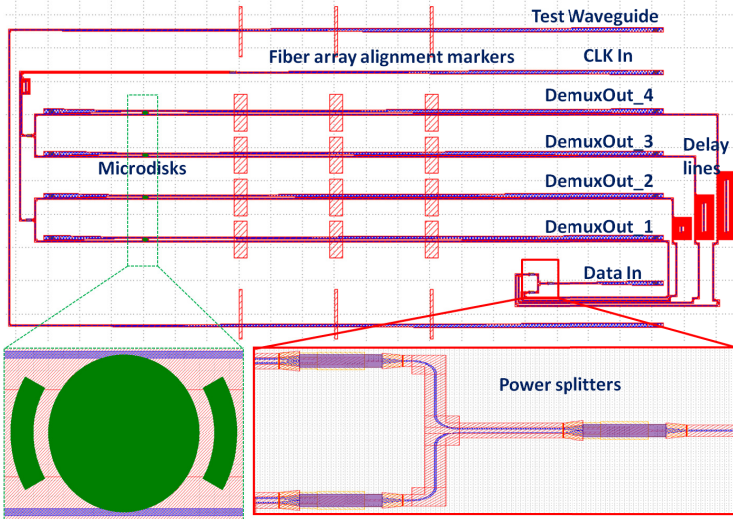 Test Waveguide
Fiber array alignment markers
CLK In
DemuxOut_4
DemuxOut_3
Delay
lines
Microdisks
DemuxOut_2
DemuxOut_1
Data In
Power splitters